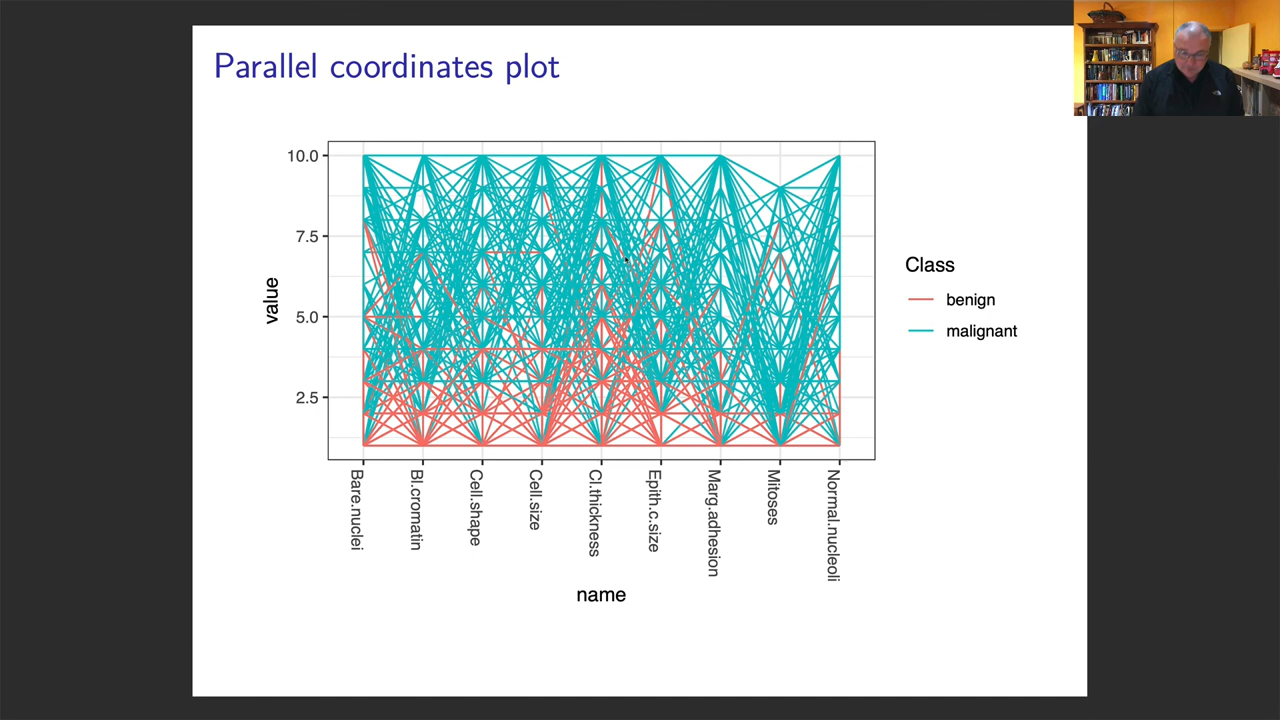 Parallel coordinates plot
10.0
7.5
5.0
2.5
value
Bare.nuclei
Bl.cromatin
Cell.shape
Cell.size
Cl.thickness
Epith.c.size
Marg.adhesion
Mitoses
Normal.nucleoli
name
Class
benign
malignant